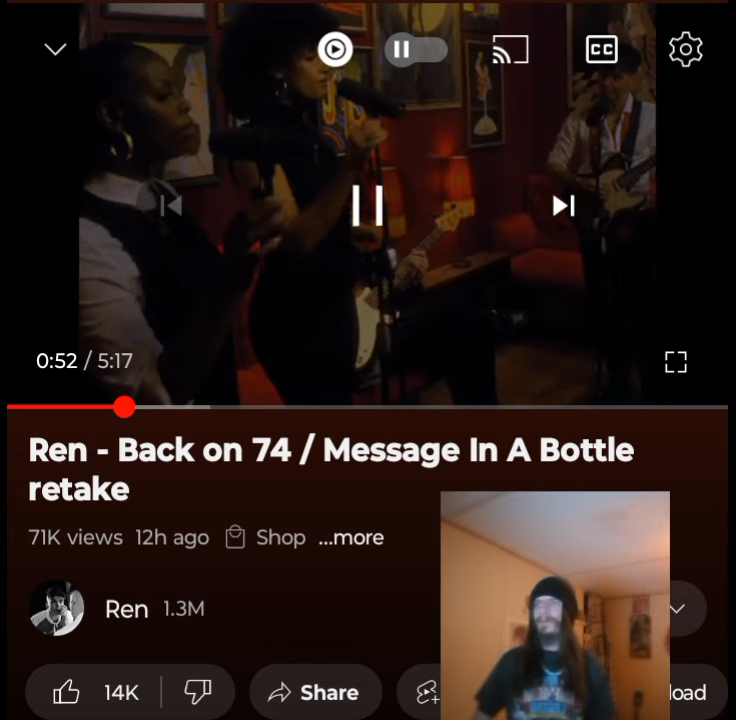 CC
0:52 / 5:17
Ren - Back on 74 / Message In A Bottle
retake
71K views 12h ago Shop ...more
Ren 1.3M
14K Share load